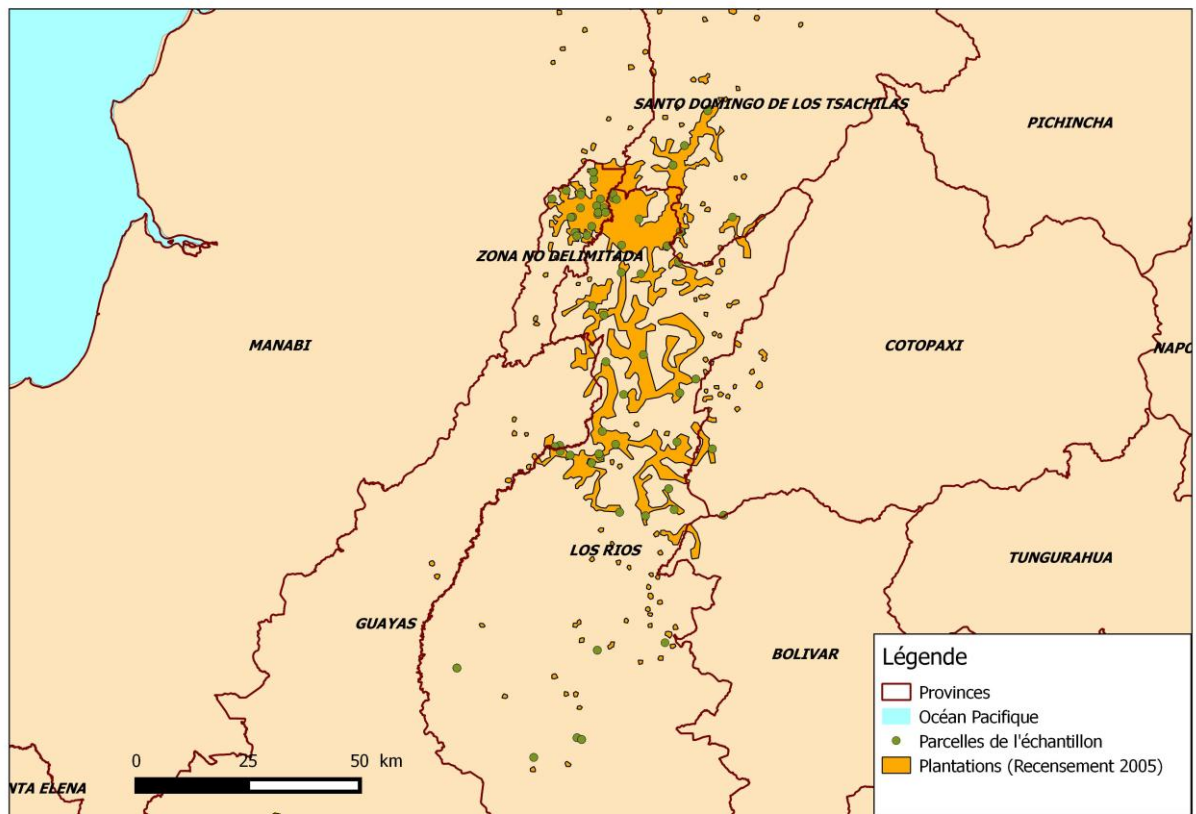 SANTO DOMINGO DE LOS TSACHILAS
PICHINCHA
ZONA NO DELIMITADA
MANABI
COTOPAXI
NAPO
LOS RIOS
TUNGURAHUA
GUAYAS
BOLIVAR
NTA ELENA
0 25 50 km
Légende
Provinces
Océan Pacifique
Parcelles de l'échantillon
Plantations (Recensement 2005)